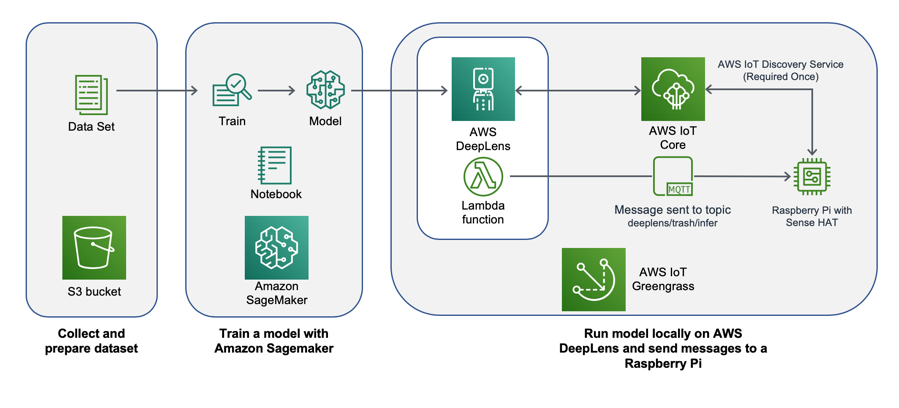 Data Set
S3 bucket
Collect and
prepare dataset
Train
Model
Notebook
Amazon
SageMaker
Train a model with
Amazon Sagemaker
AWS
DeepLens
Lambda
function
AWS IoT
Core
AWS IoT Discovery Service
(Required Once)
MQTT
Message sent to topic
deeplens/trash/infer
Raspberry Pi with
Sense HAT
AWS IoT
Greengrass
Run model locally on AWS
DeepLens and send messages to a
Raspberry Pi